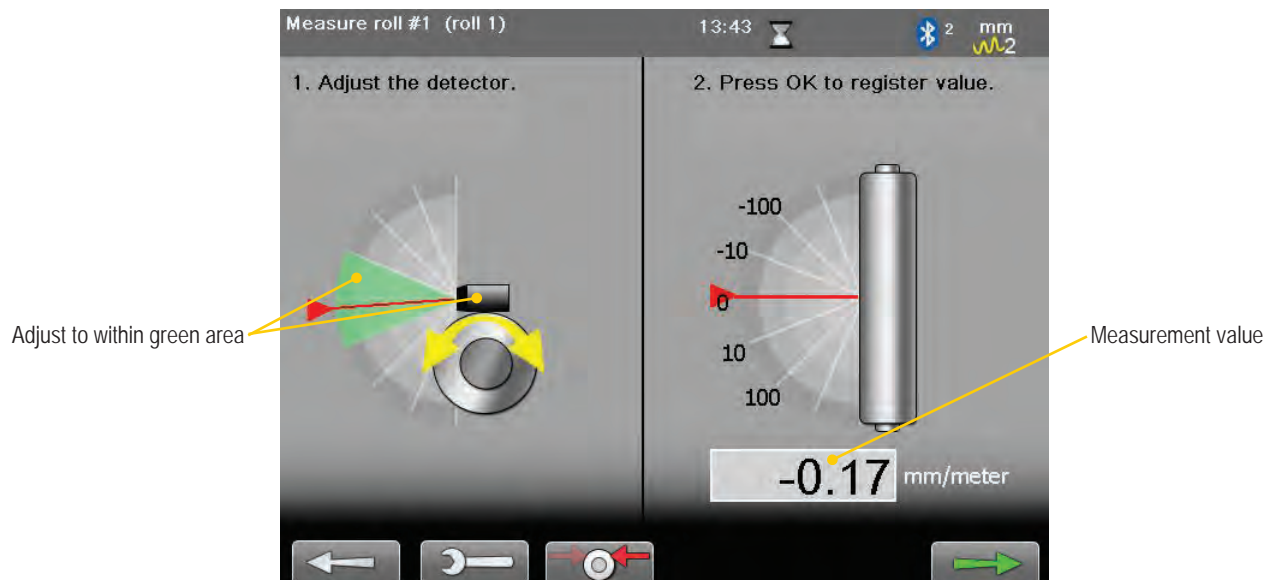 Measure roll #1 (roll 1)
13:43
2
mm
2
1. Adjust the detector.
2. Press OK to register value.
-100
-10
0
10
100
Adjust to within green area
Measurement value
-0.17 mm/meter